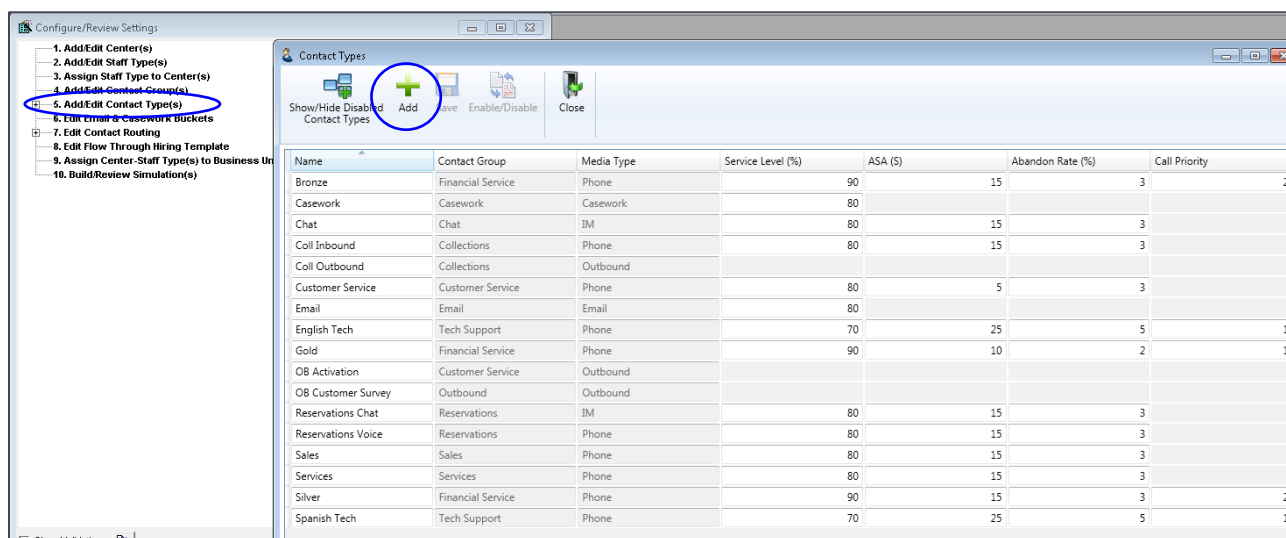 Configure/Review Settings
1. Add/Edit Center(s)
2. Add/Edit Staff Type(s)
3. Assign Staff Type to Center(s)
4. Add/Edit Contact Group(s)
5. Add/Edit Contact Type(s)
6. Edit Email & Casework Buckets
7. Edit Contact Routing
8. Edit Flow Through Hiring Template
9. Assign Center-Staff Type(s) to Business Un
10. Build/Review Simulation(s)
Contact Types
Show/Hide Disabled Contact Types
Add
Save
Enable/Disable
Close
Name Contact Group Media Type Service Level (%) ASA (S) Abandon Rate (%) Call Priority
Bronze Financial Service Phone 90 15 3 2
Casework Casework Casework 80
Chat Chat IM 80 15 3
Coll Inbound Collections Phone 80 15 3
Coll Outbound Collections Outbound
Customer Service Customer Service Phone 80 5 3
Email Email Email 80
English Tech Tech Support Phone 70 25 5 1
Gold Financial Service Phone 90 10 2 1
OB Activation Customer Service Outbound
OB Customer Survey Outbound Outbound
Reservations Chat Reservations IM 80 15 3
Reservations Voice Reservations Phone 80 15 3
Sales Sales Phone 80 15 3
Services Services Phone 80 15 3
Silver Financial Service Phone 90 15 3 2
Spanish Tech Tech Support Phone 70 25 5 1